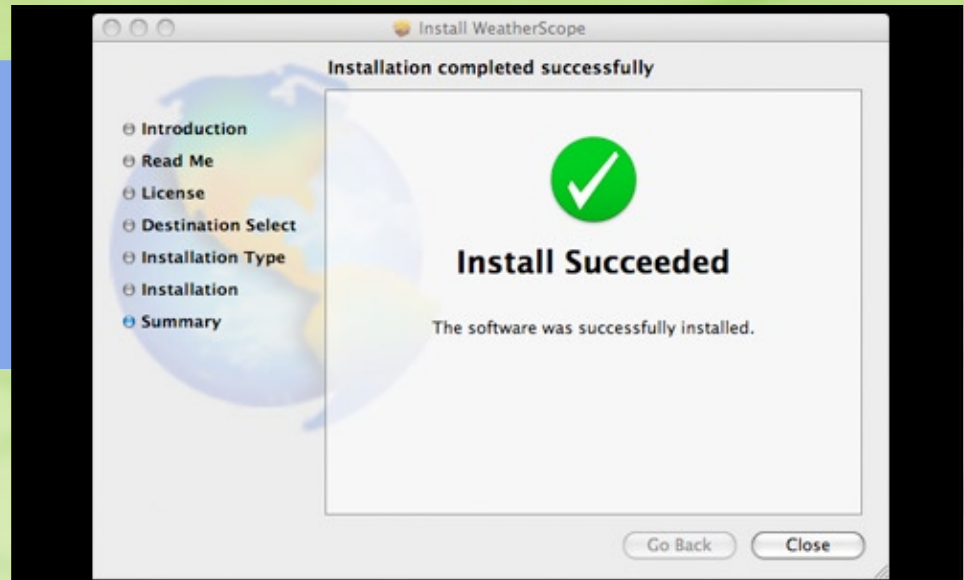 Install WeatherScope
Installation completed successfully
Introduction
Read Me
License
Destination Select
Installation Type
Installation
Summary
Install Succeeded
The software was successfully installed.
Go Back
Close